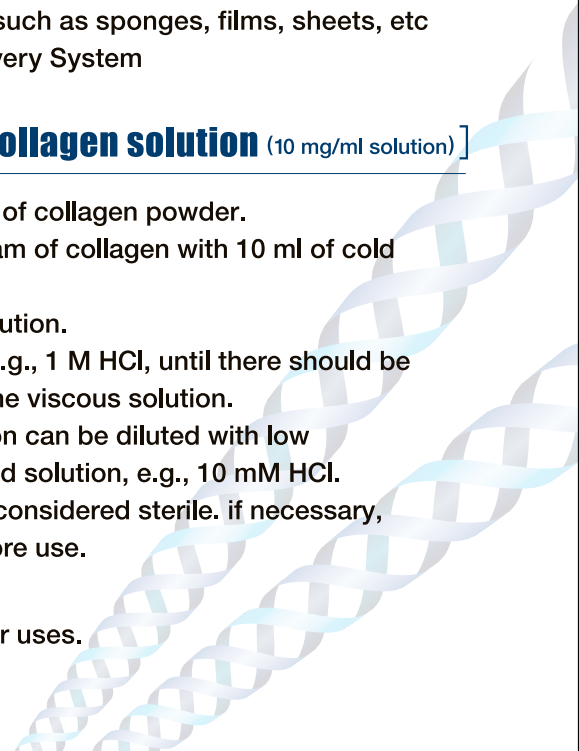 such as sponges, films, sheets, etc
very System
ollagen solution (10 mg/ml solution)]
of collagen powder.
am of collagen with 10 ml of cold
ution.
.g., 1 M HCl, until there should be
ne viscous solution.
on can be diluted with low
d solution, e.g., 10 mM HCl.
considered sterile. if necessary,
ore use.
r uses.